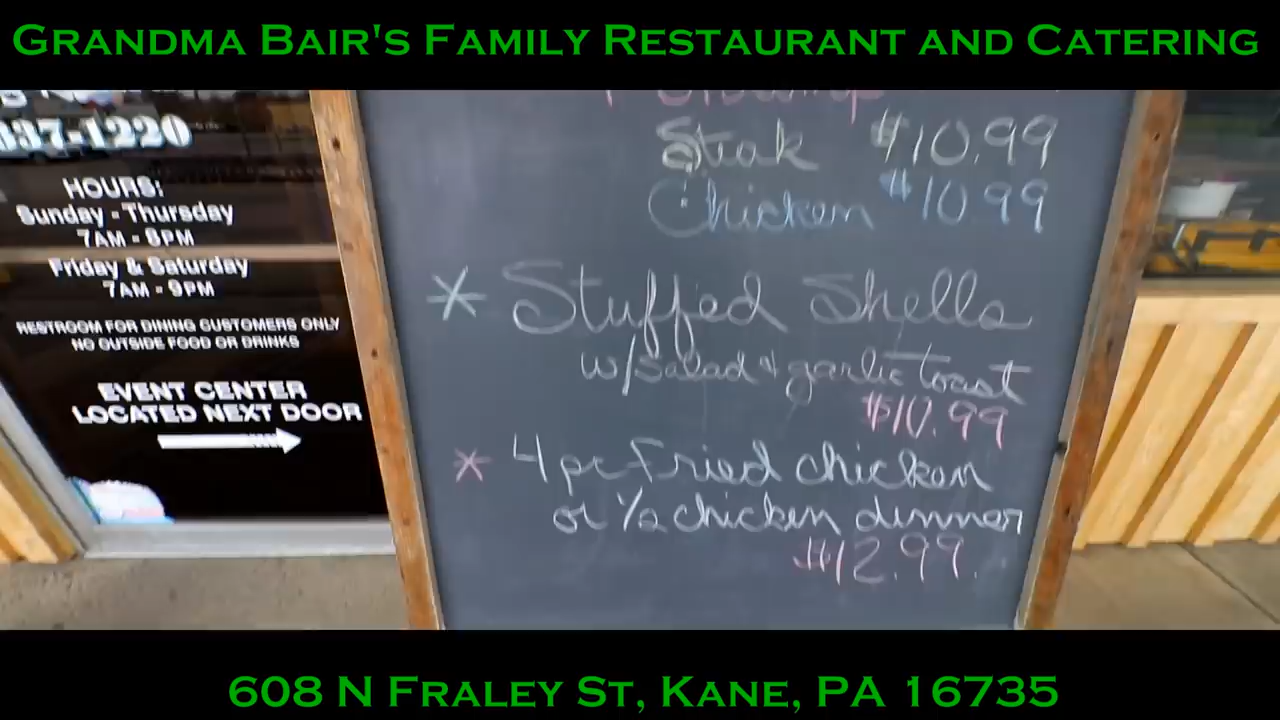 GRANDMA BAIR'S FAMILY RESTAURANT AND CATERING
337-1220
HOURS:
Sunday - Thursday
7AM - 8PM
Friday & Saturday
7AM - 9PM
RESTROOM FOR DINING CUSTOMERS ONLY
NO OUTSIDE FOOD OR DRINKS
EVENT CENTER
LOCATED NEXT DOOR
Steak $10.99
Chicken $10.99
* Stuffed Shells
w/salad & garlic toast
$10.99
* 4 pc Fried chicken
or 1/2 chicken dinner
$12.99
608 N FRALEY ST, KANE, PA 16735